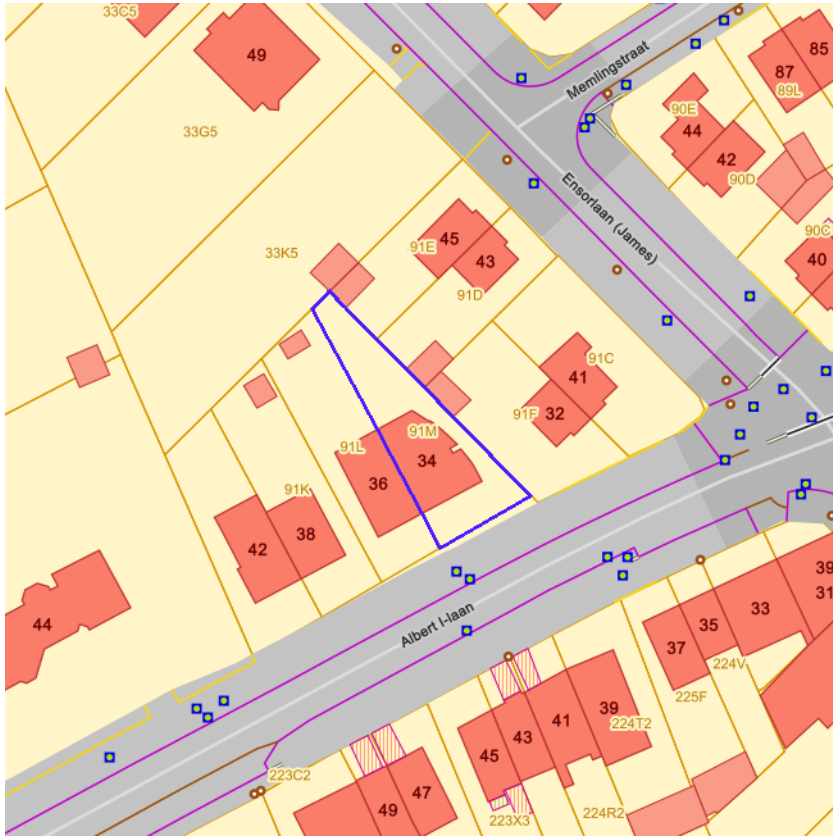 33C5
49
Memlingstraat
85
87
89L
90E
44
42
90D
33G5
Ensorlaan (James)
90C
40
33K5
91E
45
43
91D
91C
41
91F
32
91M
91L
34
36
91K
38
42
44
Albert I-laan
39
31
33
35
37
224V
225F
39
224T2
41
43
45
223C2
47
49
223X3
224R2